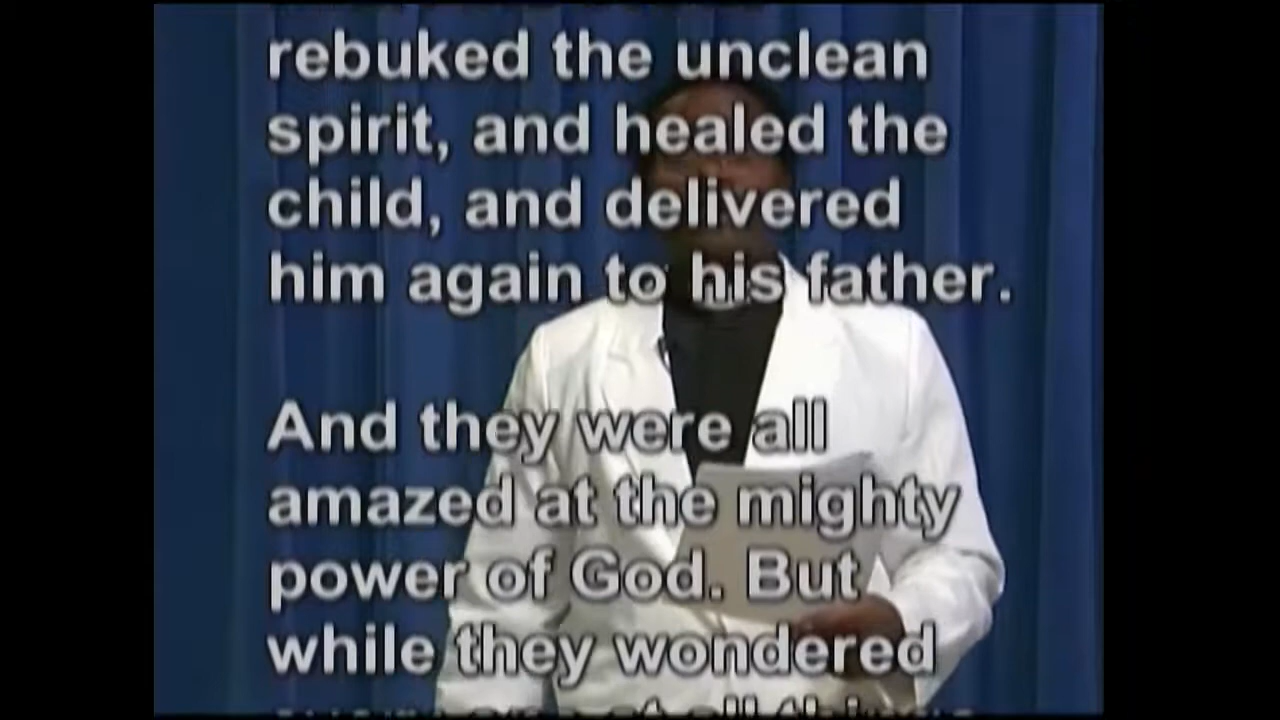 rebuked the unclean
spirit, and healed the
child, and delivered
him again to his father.
And they were all
amazed at the mighty
power of God. But
while they wondered